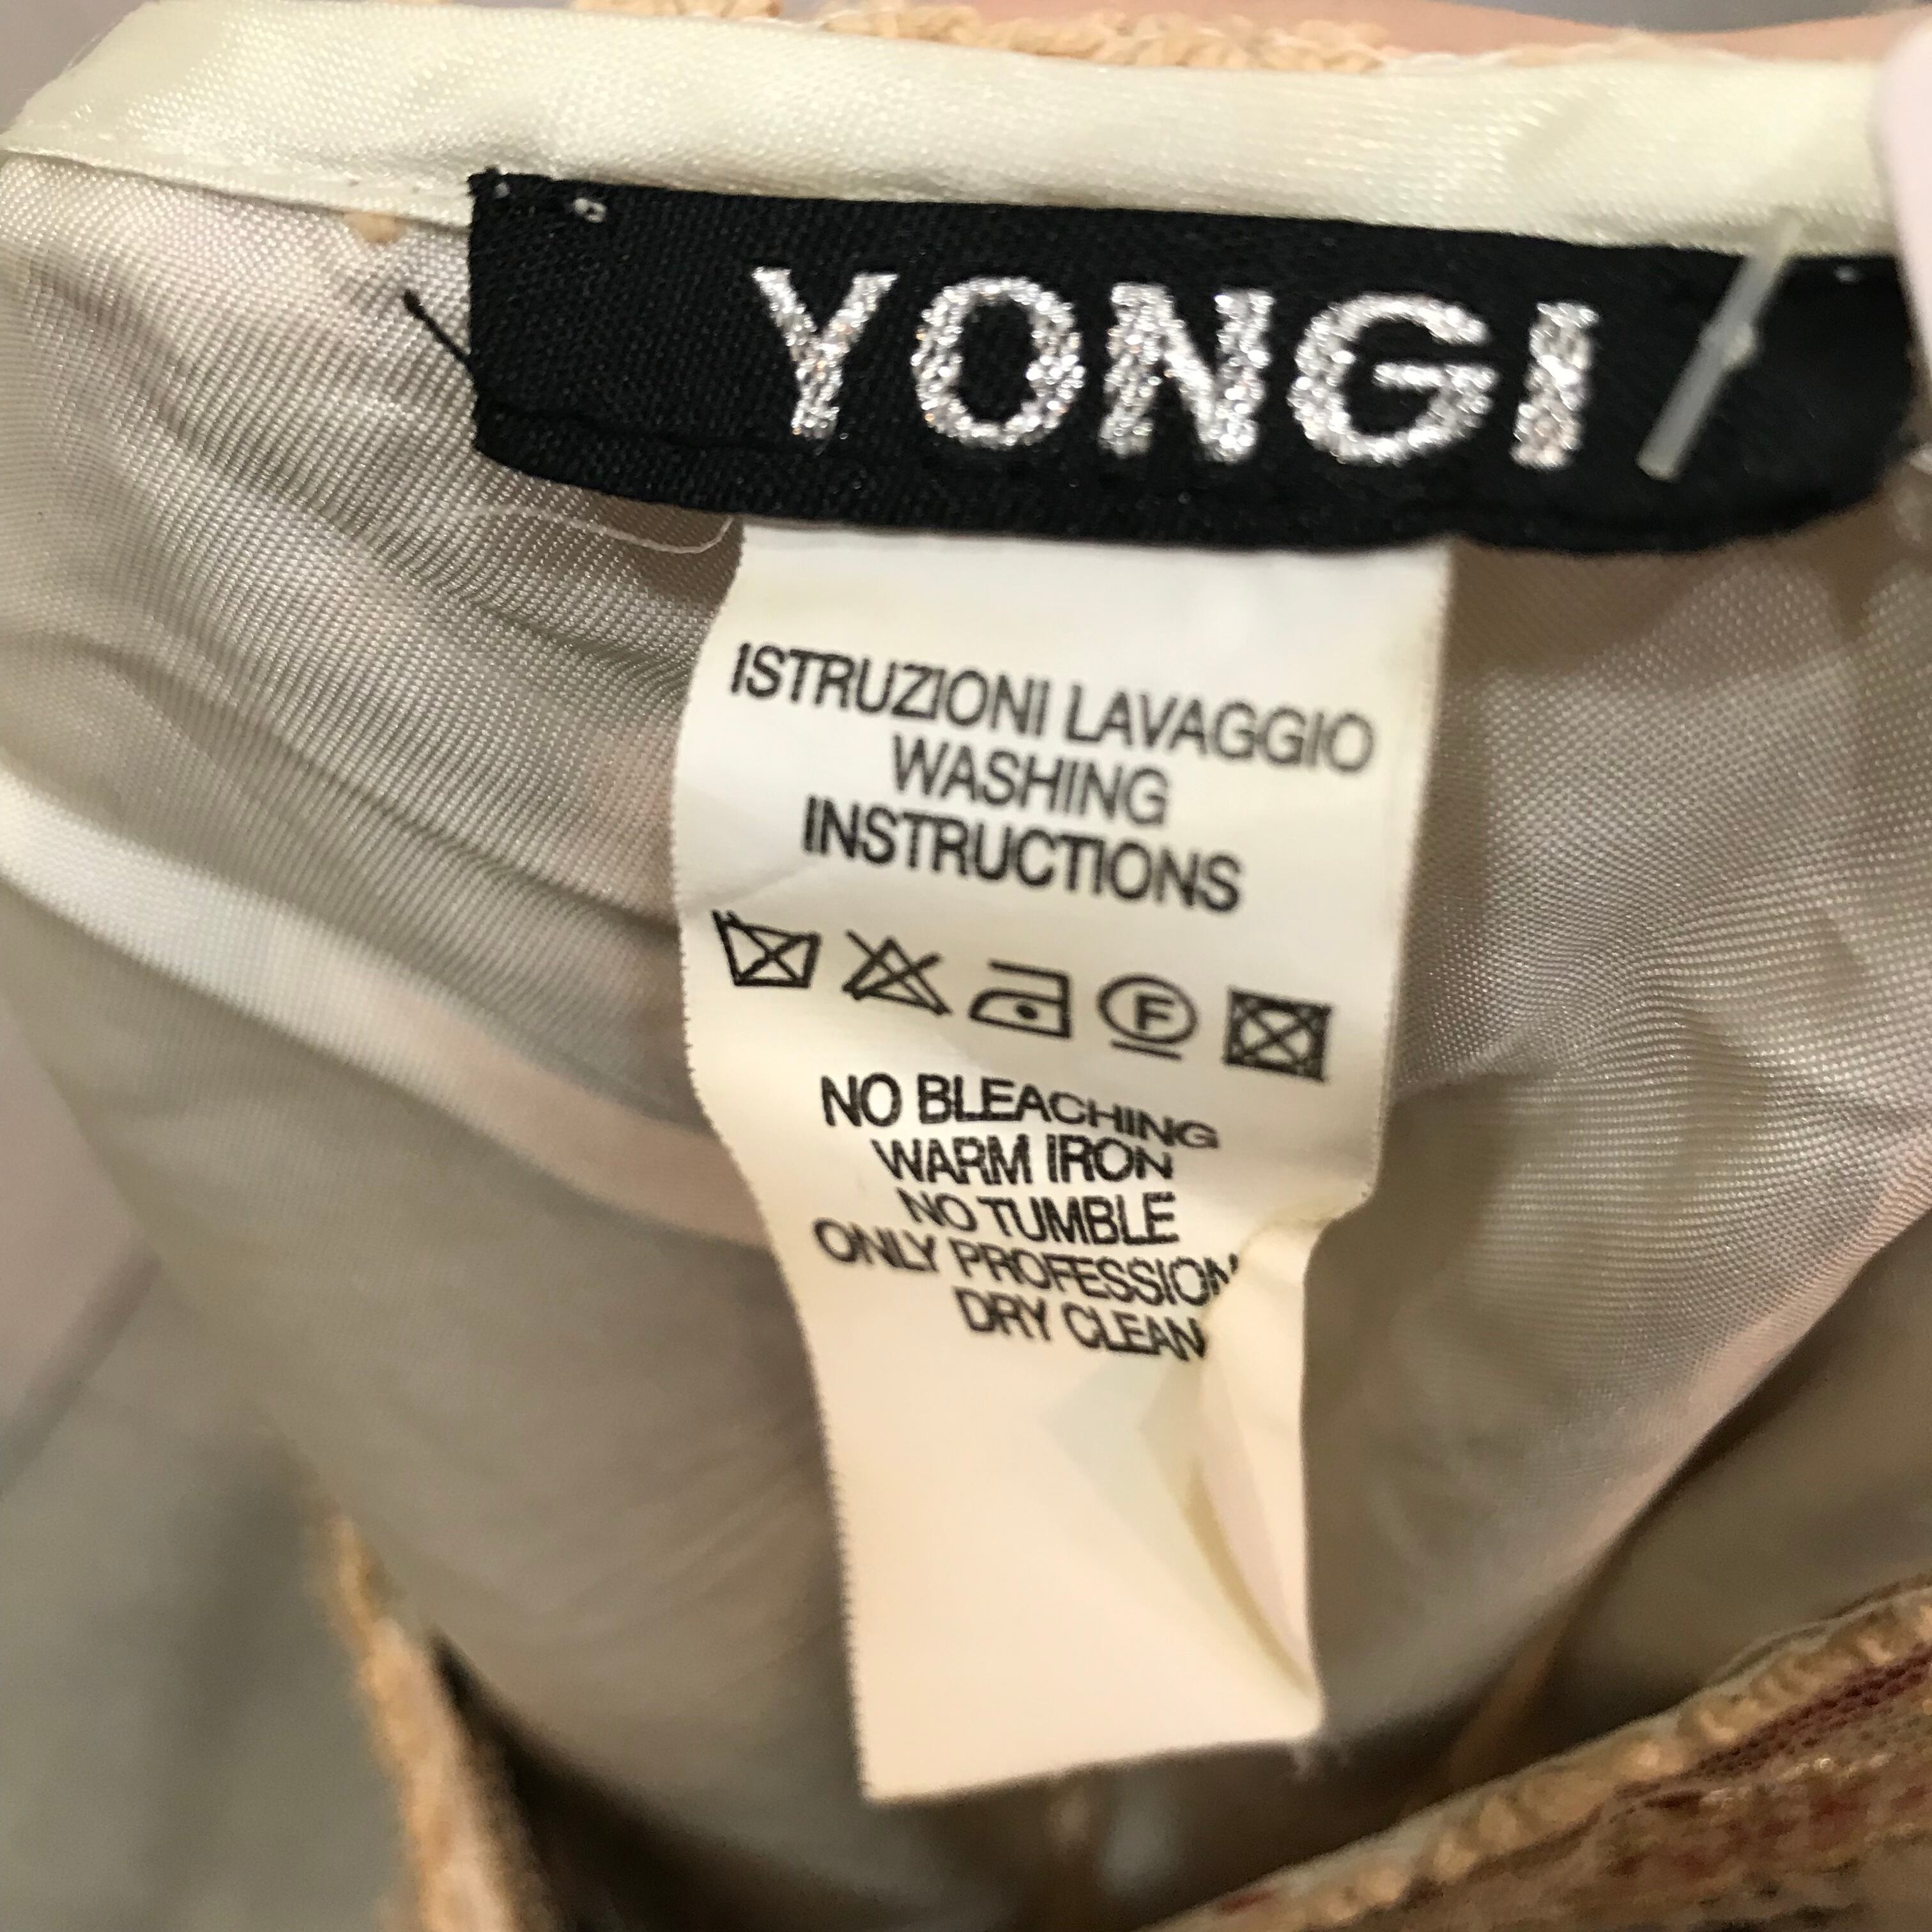 YONGI
ISTRUZIONI LAVAGGIO
WASHING
INSTRUCTIONS
F
NO BLEACHING
WARM IRON
NO TUMBLE
ONLY PROFESSION
DRY CLEAN